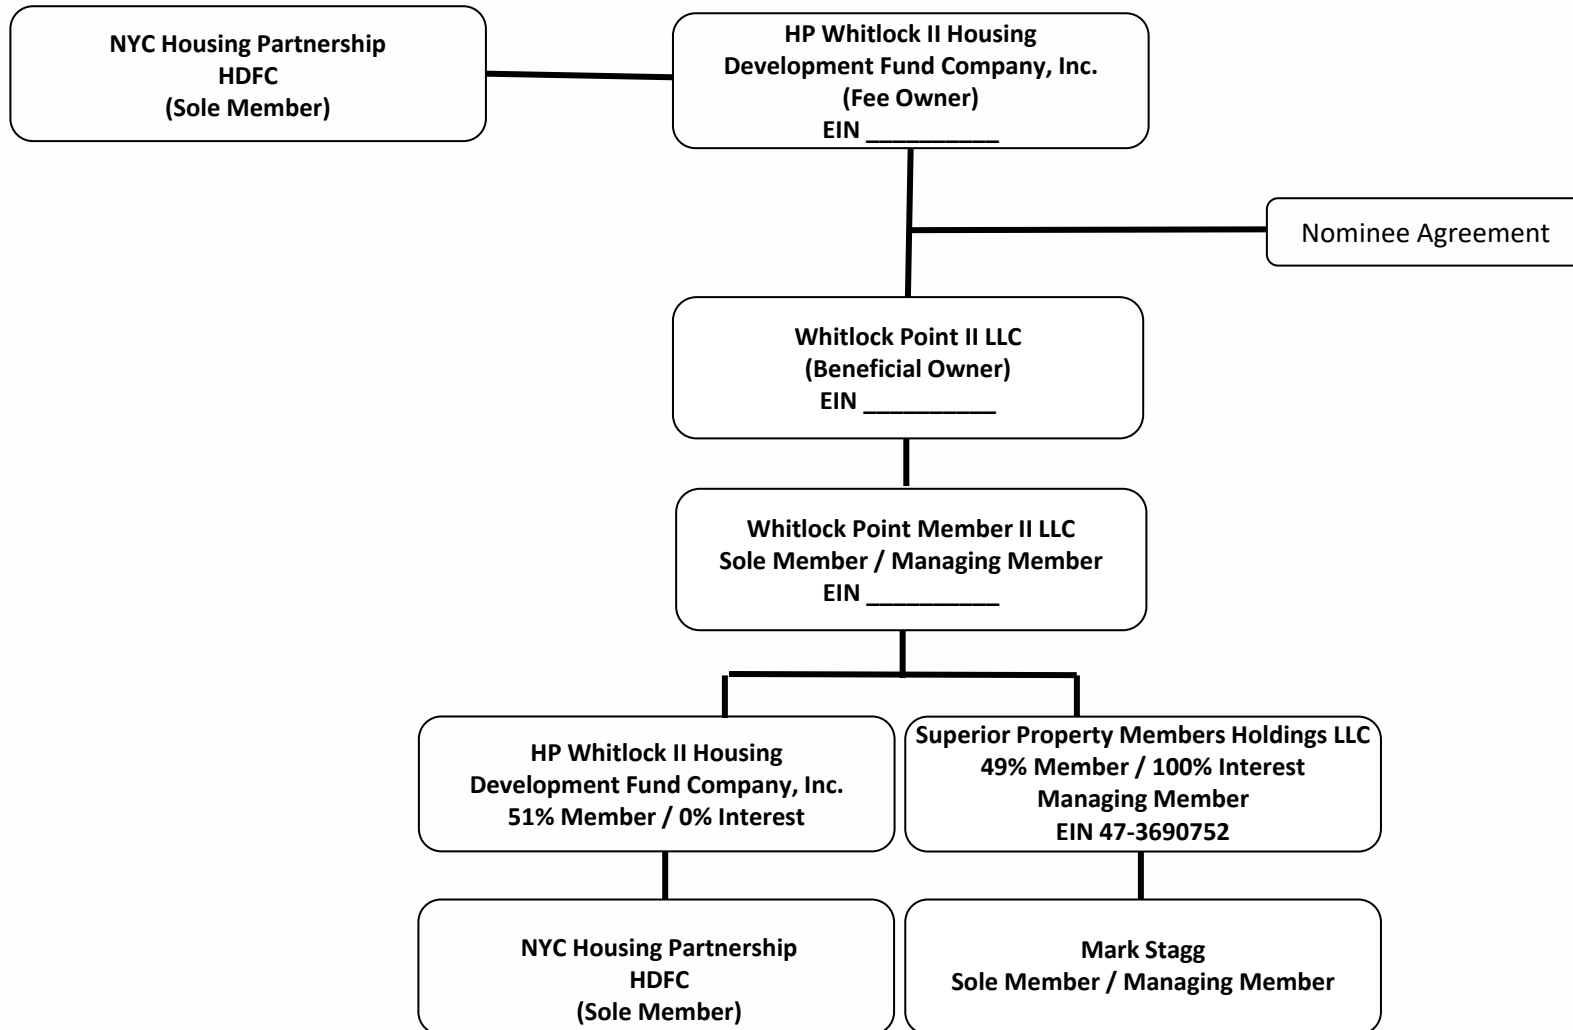 NYC Housing Partnership
HDFC
(Sole Member)
HP Whitlock II Housing
Development Fund Company, Inc.
(Fee Owner)
EIN __________
Nominee Agreement
Whitlock Point II LLC
(Beneficial Owner)
EIN __________
Whitlock Point Member II LLC
Sole Member / Managing Member
EIN __________
HP Whitlock II Housing
Development Fund Company, Inc.
51% Member / 0% Interest
Superior Property Members Holdings LLC
49% Member / 100% Interest
Managing Member
EIN 47-3690752
NYC Housing Partnership
HDFC
(Sole Member)
Mark Stagg
Sole Member / Managing Member